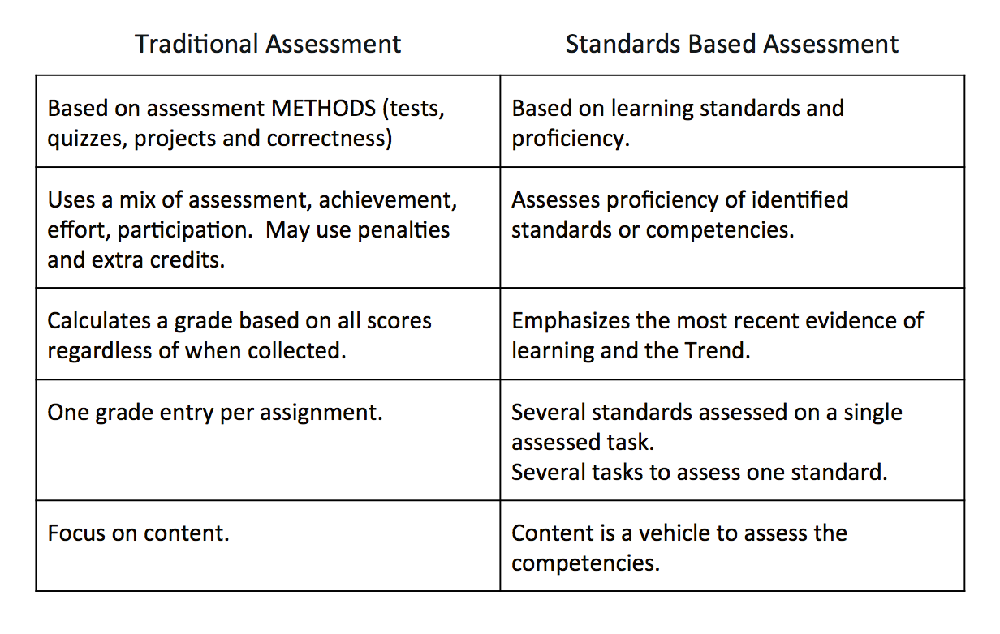 Traditional Assessment
Standards Based Assessment
Based on assessment METHODS (tests,
quizzes, projects and correctness)
Based on learning standards and
proficiency.
Uses a mix of assessment, achievement,
effort, participation.  May use penalties
and extra credits.
Assesses proficiency of identified
standards or competencies.
Calculates a grade based on all scores
regardless of when collected.
Emphasizes the most recent evidence of
learning and the Trend.
One grade entry per assignment.
Several standards assessed on a single
assessed task.
Several tasks to assess one standard.
Focus on content.
Content is a vehicle to assess the
competencies.